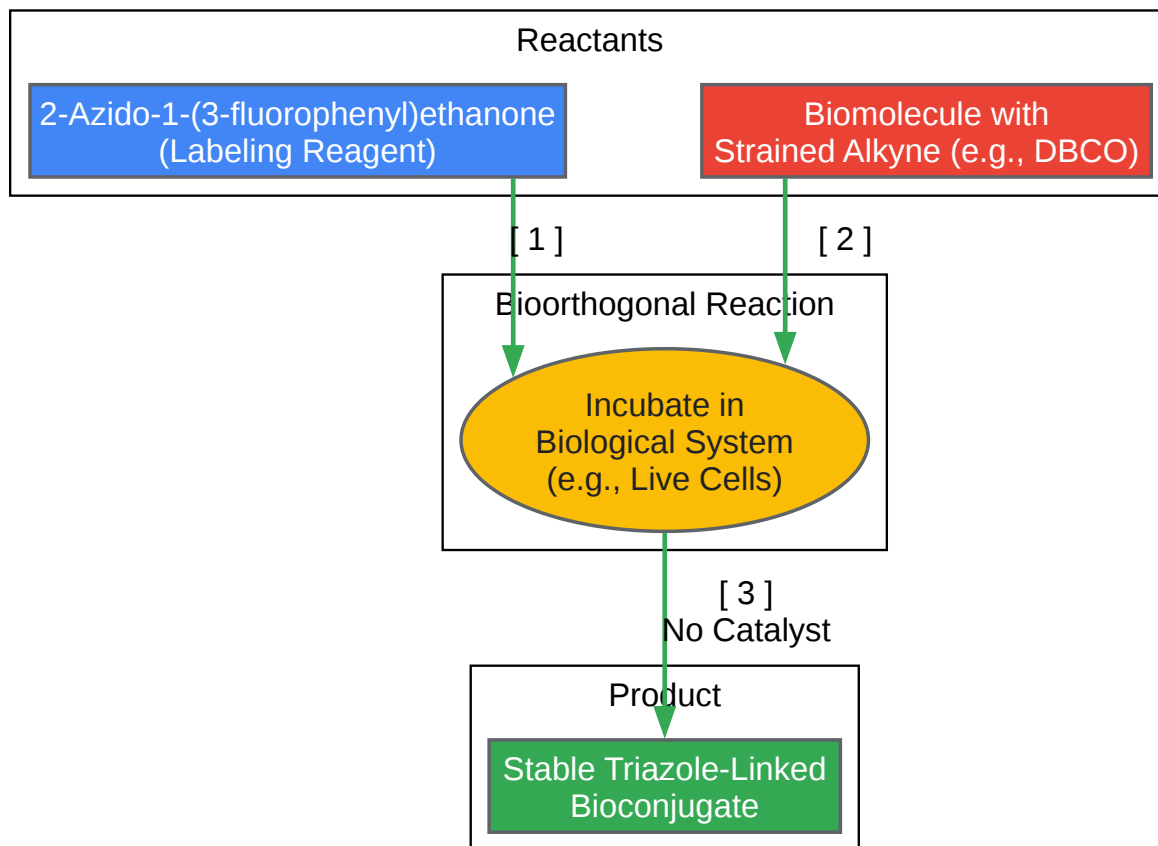 Reactants
2-Azido-1-(3-fluorophenyl)ethanone
(Labeling Reagent)
Biomolecule with
Strained Alkyne (e.g., DBCO)
[ 1 ]
[ 2 ]
Bioorthogonal Reaction
Incubate in
Biological System
(e.g., Live Cells)
[ 3 ]
No Catalyst
Product
Stable Triazole-Linked
Bioconjugate